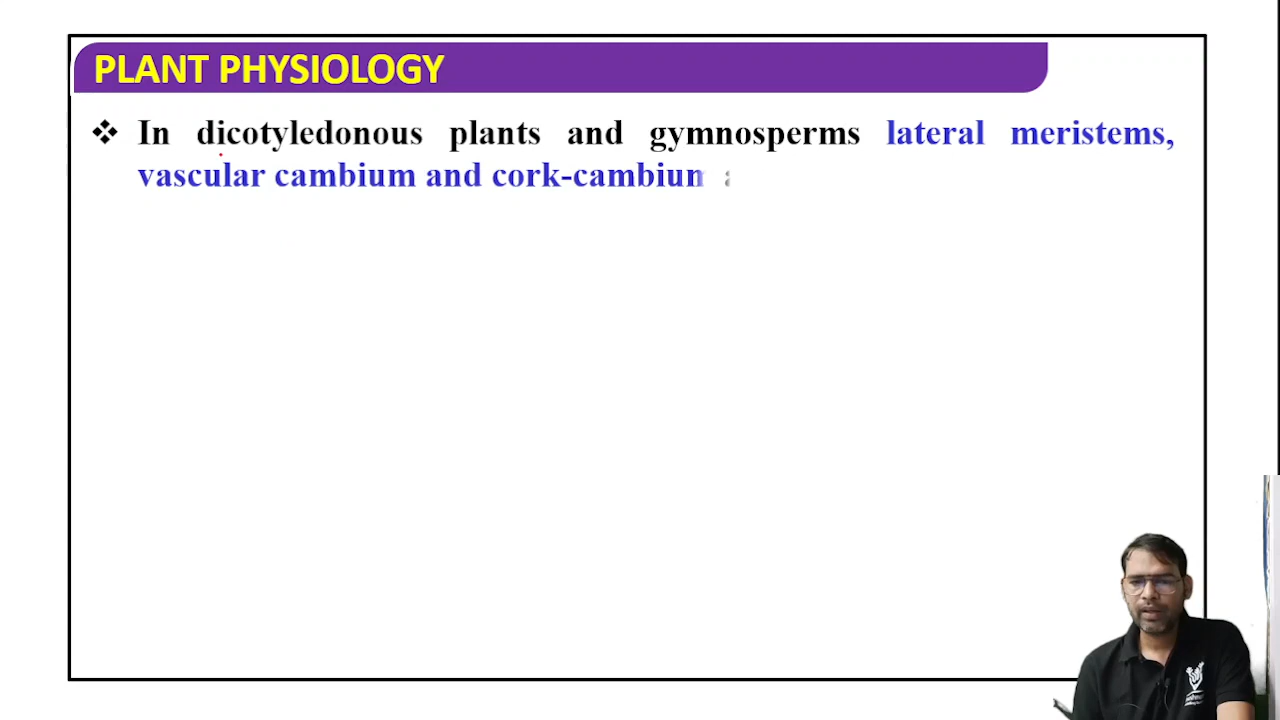 PLANT PHYSIOLOGY
❖ In dicotyledonous plants and gymnosperms lateral meristems,
vascular cambium and cork-cambium